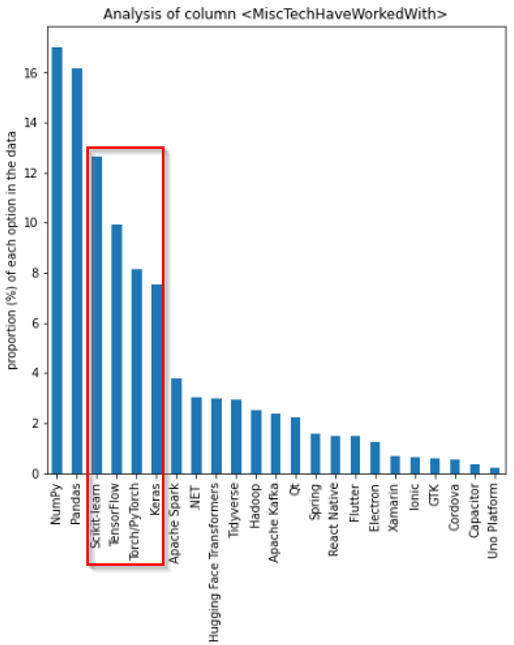 Analysis of column <MiscTechHaveWorkedWith>
proportion (%) of each option in the data
16
14
12
10
8
6
4
2
0
NumPy
Pandas
Scikit-learn
TensorFlow
Torch/PyTorch
Keras
Apache Spark
.NET
Hugging Face Transformers
Tidyverse
Hadoop
Apache Kafka
Qt
Spring
React Native
Flutter
Electron
Xamarin
Ionic
GTK
Cordova
Capacitor
Uno Platform